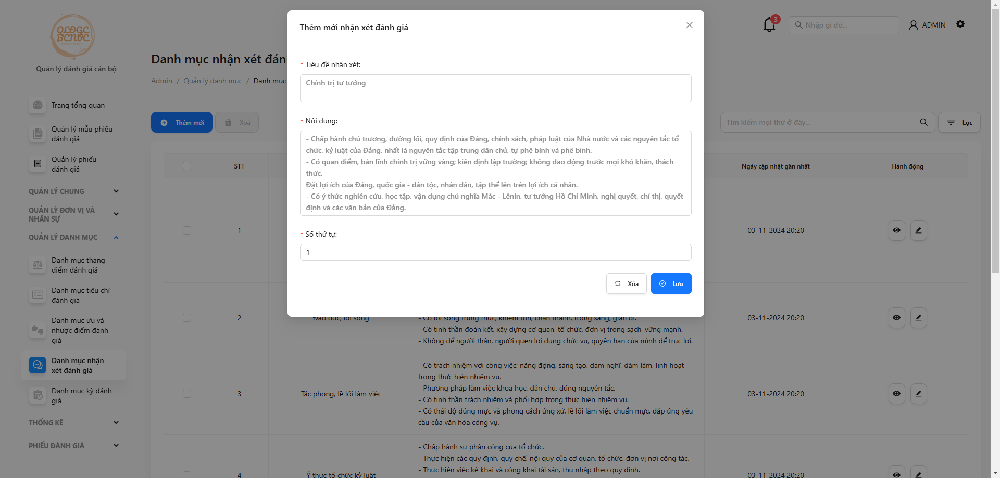 QLĐGC
BCNVC
Quản lý đánh giá cán bộ
Trang tổng quan
Quản lý mẫu phiếu
đánh giá
Quản lý phiếu
đánh giá
QUẢN LÝ CHUNG
QUẢN LÝ ĐƠN VỊ VÀ
NHÂN SỰ
QUẢN LÝ DANH MỤC
Danh mục thang
điểm đánh giá
Danh mục tiêu chí
đánh giá
Danh mục ưu và
nhược điểm đánh
giá
Danh mục nhận
xét đánh giá
Danh mục kỳ đánh
giá
THỐNG KÊ
PHIẾU ĐÁNH GIÁ
3
Nhập gì đó...
ADMIN
Danh mục nhận xét đánh
Admin / Quản lý danh mục / Danh mục
Thêm mới
Xoá
Tìm kiếm mọi thứ ở đây...
Lọc
Thêm mới nhận xét đánh giá
* Tiêu đề nhận xét:
Chính trị tư tưởng
* Nội dung:
- Chấp hành chủ trương, đường lối, quy định của Đảng, chính sách, pháp luật của Nhà nước và các nguyên tắc tổ
chức, kỷ luật của Đảng, nhất là nguyên tắc tập trung dân chủ, tự phê bình và phê bình.
- Có quan điểm, bản lĩnh chính trị vững vàng; kiên định lập trường; không dao động trước mọi khó khăn, thách
thức.
Đặt lợi ích của Đảng, quốc gia - dân tộc, nhân dân, tập thể lên trên lợi ích cá nhân.
- Có ý thức nghiên cứu, học tập, vận dụng chủ nghĩa Mác - Lênin, tư tưởng Hồ Chí Minh, nghị quyết, chỉ thị, quyết
định và các văn bản của Đảng.
* Số thứ tự:
1
Xóa
Lưu
STT
Ngày cập nhật gần nhất
Hành động
1
03-11-2024 20:20
2
Đạo đức, lối sống
- Có lối sống trung thực, khiêm tốn, chân thành, trong sáng, giản dị.
- Có tinh thần đoàn kết, xây dựng cơ quan, tổ chức, đơn vị trong sạch, vững mạnh.
- Không để người thân, người quen lợi dụng chức vụ, quyền hạn của mình để trục lợi.
03-11-2024 20:20
3
Tác phong, lề lối làm việc
- Có trách nhiệm với công việc; năng động, sáng tạo, dám nghĩ, dám làm, linh hoạt
trong thực hiện nhiệm vụ.
- Phương pháp làm việc khoa học, dân chủ, đúng nguyên tắc.
- Có tinh thần trách nhiệm và phối hợp trong thực hiện nhiệm vụ.
- Có thái độ đúng mực và phong cách ứng xử, lề lối làm việc chuẩn mực, đáp ứng yêu
cầu của văn hóa công vụ.
03-11-2024 20:20
4
Ý thức tổ chức kỷ luật
- Chấp hành sự phân công của tổ chức.
- Thực hiện các quy định, quy chế, nội quy của cơ quan, tổ chức, đơn vị nơi công tác.
- Thực hiện việc kê khai và công khai tài sản, thu nhập theo quy định.
03-11-2024 20:20